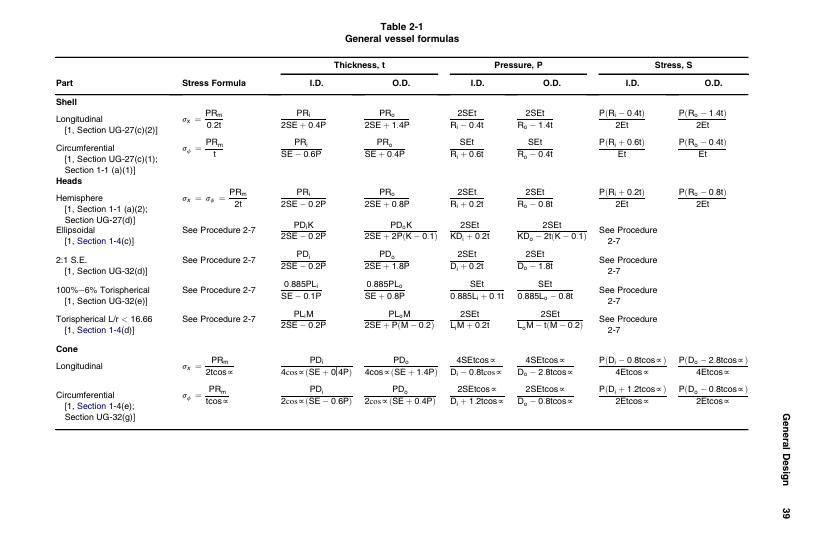 Table 2-1
General vessel formulas
Thickness, t Pressure, P Stress, S
Part Stress Formula I.D. O.D. I.D. O.D. I.D. O.D.
Shell
Longitudinal σx = PRm/0.2t PRi/2SE + 0.4P PRo/2SE + 1.4P 2SEt/Ri − 0.4t 2SEt/Ro − 1.4t P(Ri − 0.4t)/2Et P(Ro − 1.4t)/2Et
[1, Section UG-27(c)(2)]
Circumferential σϕ = PRm/t PRi/SE − 0.6P PRo/SE + 0.4P SEt/Ri + 0.6t SEt/Ro − 0.4t P(Ri + 0.6t)/Et P(Ro − 0.4t)/Et
[1, Section UG-27(c)(1);
Section 1-1 (a)(1)]
Heads
Hemisphere σx = σϕ = PRm/2t PRi/2SE − 0.2P PRo/2SE + 0.8P 2SEt/Ri + 0.2t 2SEt/Ro − 0.8t P(Ri + 0.2t)/2Et P(Ro − 0.8t)/2Et
[1, Section 1-1 (a)(2);
Section UG-27(d)]
Ellipsoidal See Procedure 2-7 PDiK/2SE − 0.2P PDoK/2SE + 2P(K − 0.1) 2SEt/KDi + 0.2t 2SEt/KDo − 2t(K − 0.1) See Procedure
[1, Section 1-4(c)] 2-7
2:1 S.E. See Procedure 2-7 PDi/2SE − 0.2P PDo/2SE + 1.8P 2SEt/Di + 0.2t 2SEt/Do − 1.8t See Procedure
[1, Section UG-32(d)] 2-7
100%−6% Torispherical See Procedure 2-7 0.885PLi/SE − 0.1P 0.885PLo/SE + 0.8P SEt/0.885Li + 0.1t SEt/0.885Lo − 0.8t See Procedure
[1, Section UG-32(e)] 2-7
Torispherical L/r < 16.66 See Procedure 2-7 PLiM/2SE − 0.2P PLoM/2SE + P(M − 0.2) 2SEt/LiM + 0.2t 2SEt/LoM − t(M − 0.2) See Procedure
[1, Section 1-4(d)] 2-7
Cone
Longitudinal σx = PRm/2tcos∝ PDi/4cos∝(SE + 0.4P) PDo/4cos∝(SE + 1.4P) 4SEtcos∝/Di − 0.8tcos∝ 4SEtcos∝/Do − 2.8tcos∝ P(Di − 0.8tcos∝)/4Etcos∝ P(Do − 2.8tcos∝)/4Etcos∝
Circumferential σϕ = PRm/tcos∝ PDi/2cos∝(SE − 0.6P) PDo/2cos∝(SE + 0.4P) 2SEtcos∝/Di + 1.2tcos∝ 2SEtcos∝/Do − 0.8tcos∝ P(Di + 1.2tcos∝)/2Etcos∝ P(Do − 0.8tcos∝)/2Etcos∝
[1, Section 1-4(e);
Section UG-32(g)]
General Design 39